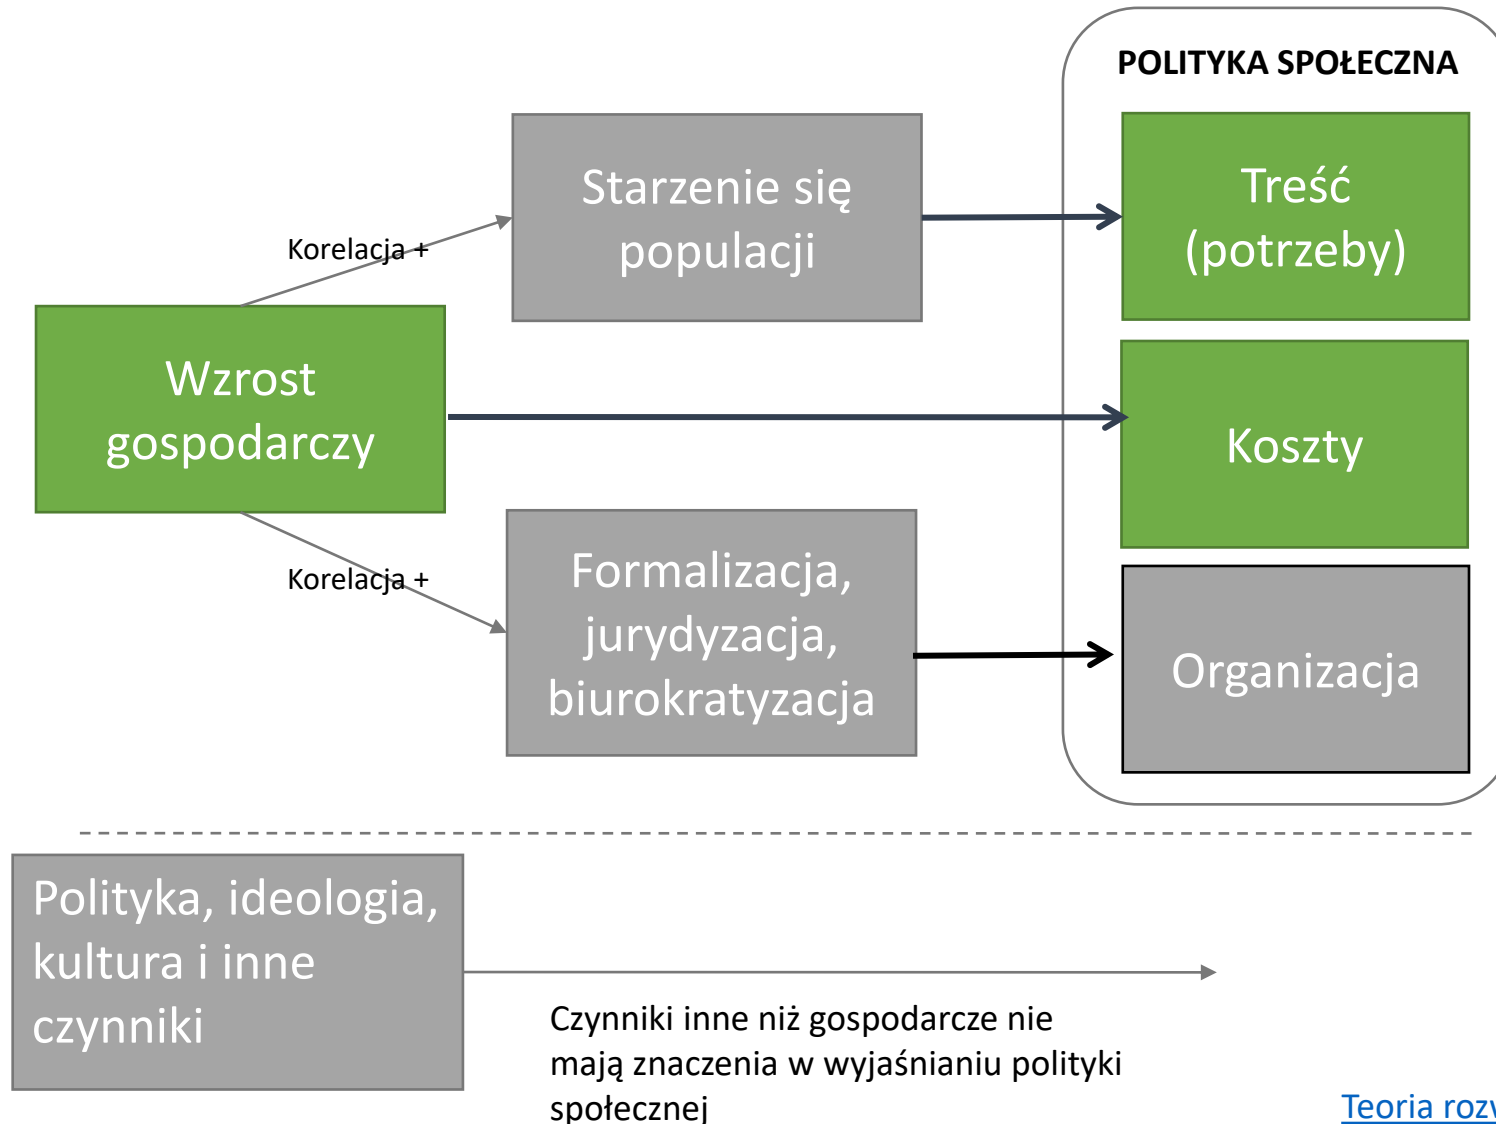 POLITYKA SPOŁECZNA
Starzenie się
populacji
Treść
(potrzeby)
Korelacja +
Wzrost
gospodarczy
Koszty
Korelacja +
Formalizacja,
jurydyzacja,
biurokratyzacja
Organizacja
Polityka, ideologia,
kultura i inne
czynniki
Czynniki inne niż gospodarcze nie
mają znaczenia w wyjaśnianiu polityki
społecznej
Teoria